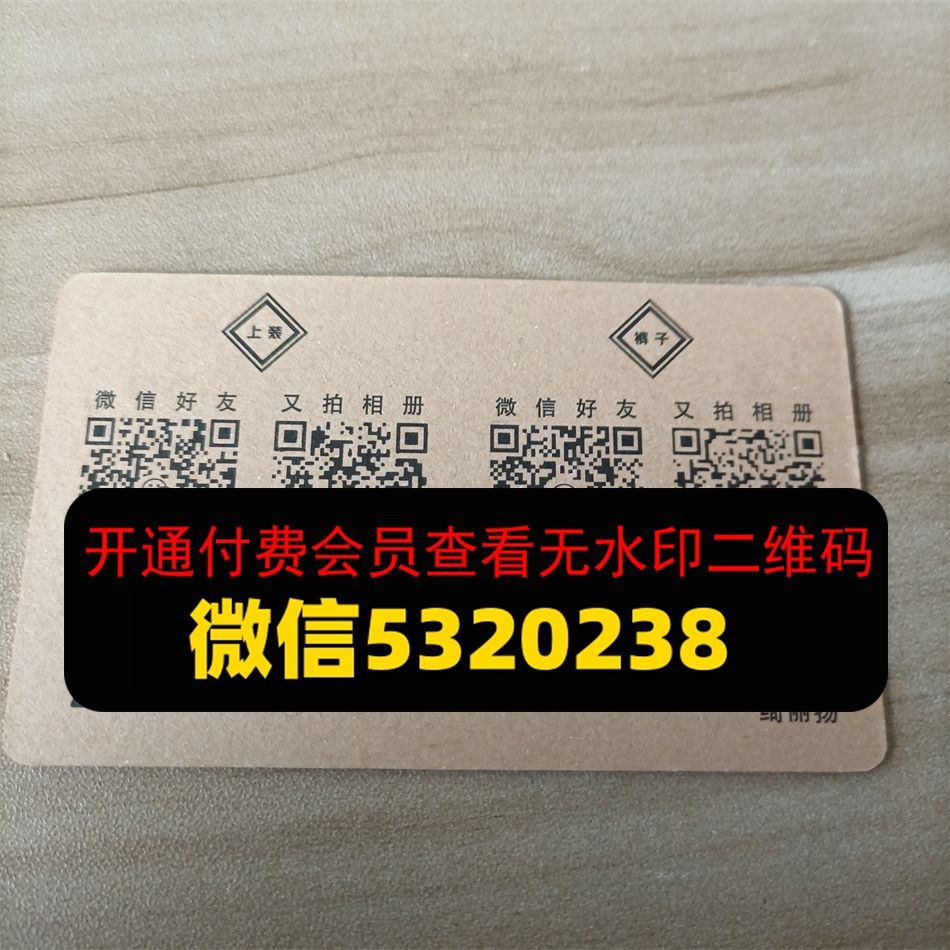 上装
裤子
微信好友
又拍相册
微信好友
又拍相册
开通付费会员查看无水印二维码
微信5320238